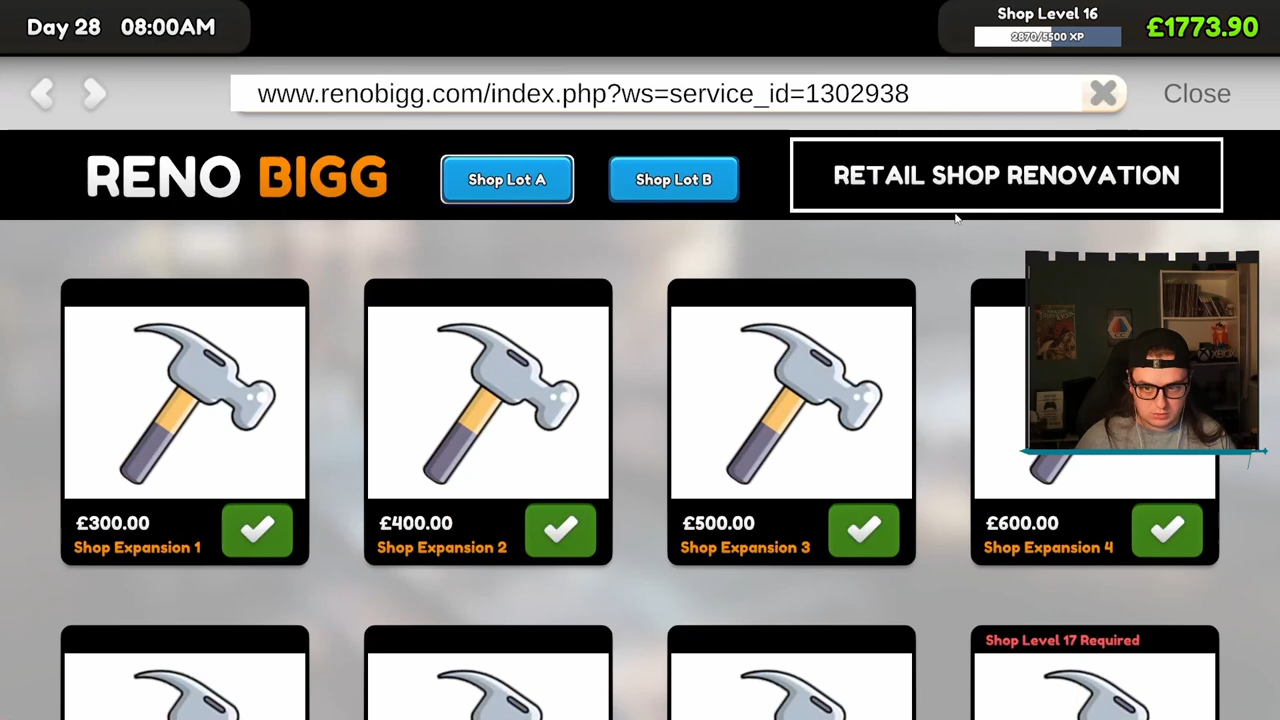 Day 28 08:00AM
Shop Level 16
2870/5500 XP
£1773.90
www.renobigg.com/index.php?ws=service_id=1302938
Close
RENO BIGG
Shop Lot A
Shop Lot B
RETAIL SHOP RENOVATION
£300.00
Shop Expansion 1
£400.00
Shop Expansion 2
£500.00
Shop Expansion 3
£600.00
Shop Expansion 4
Shop Level 17 Required